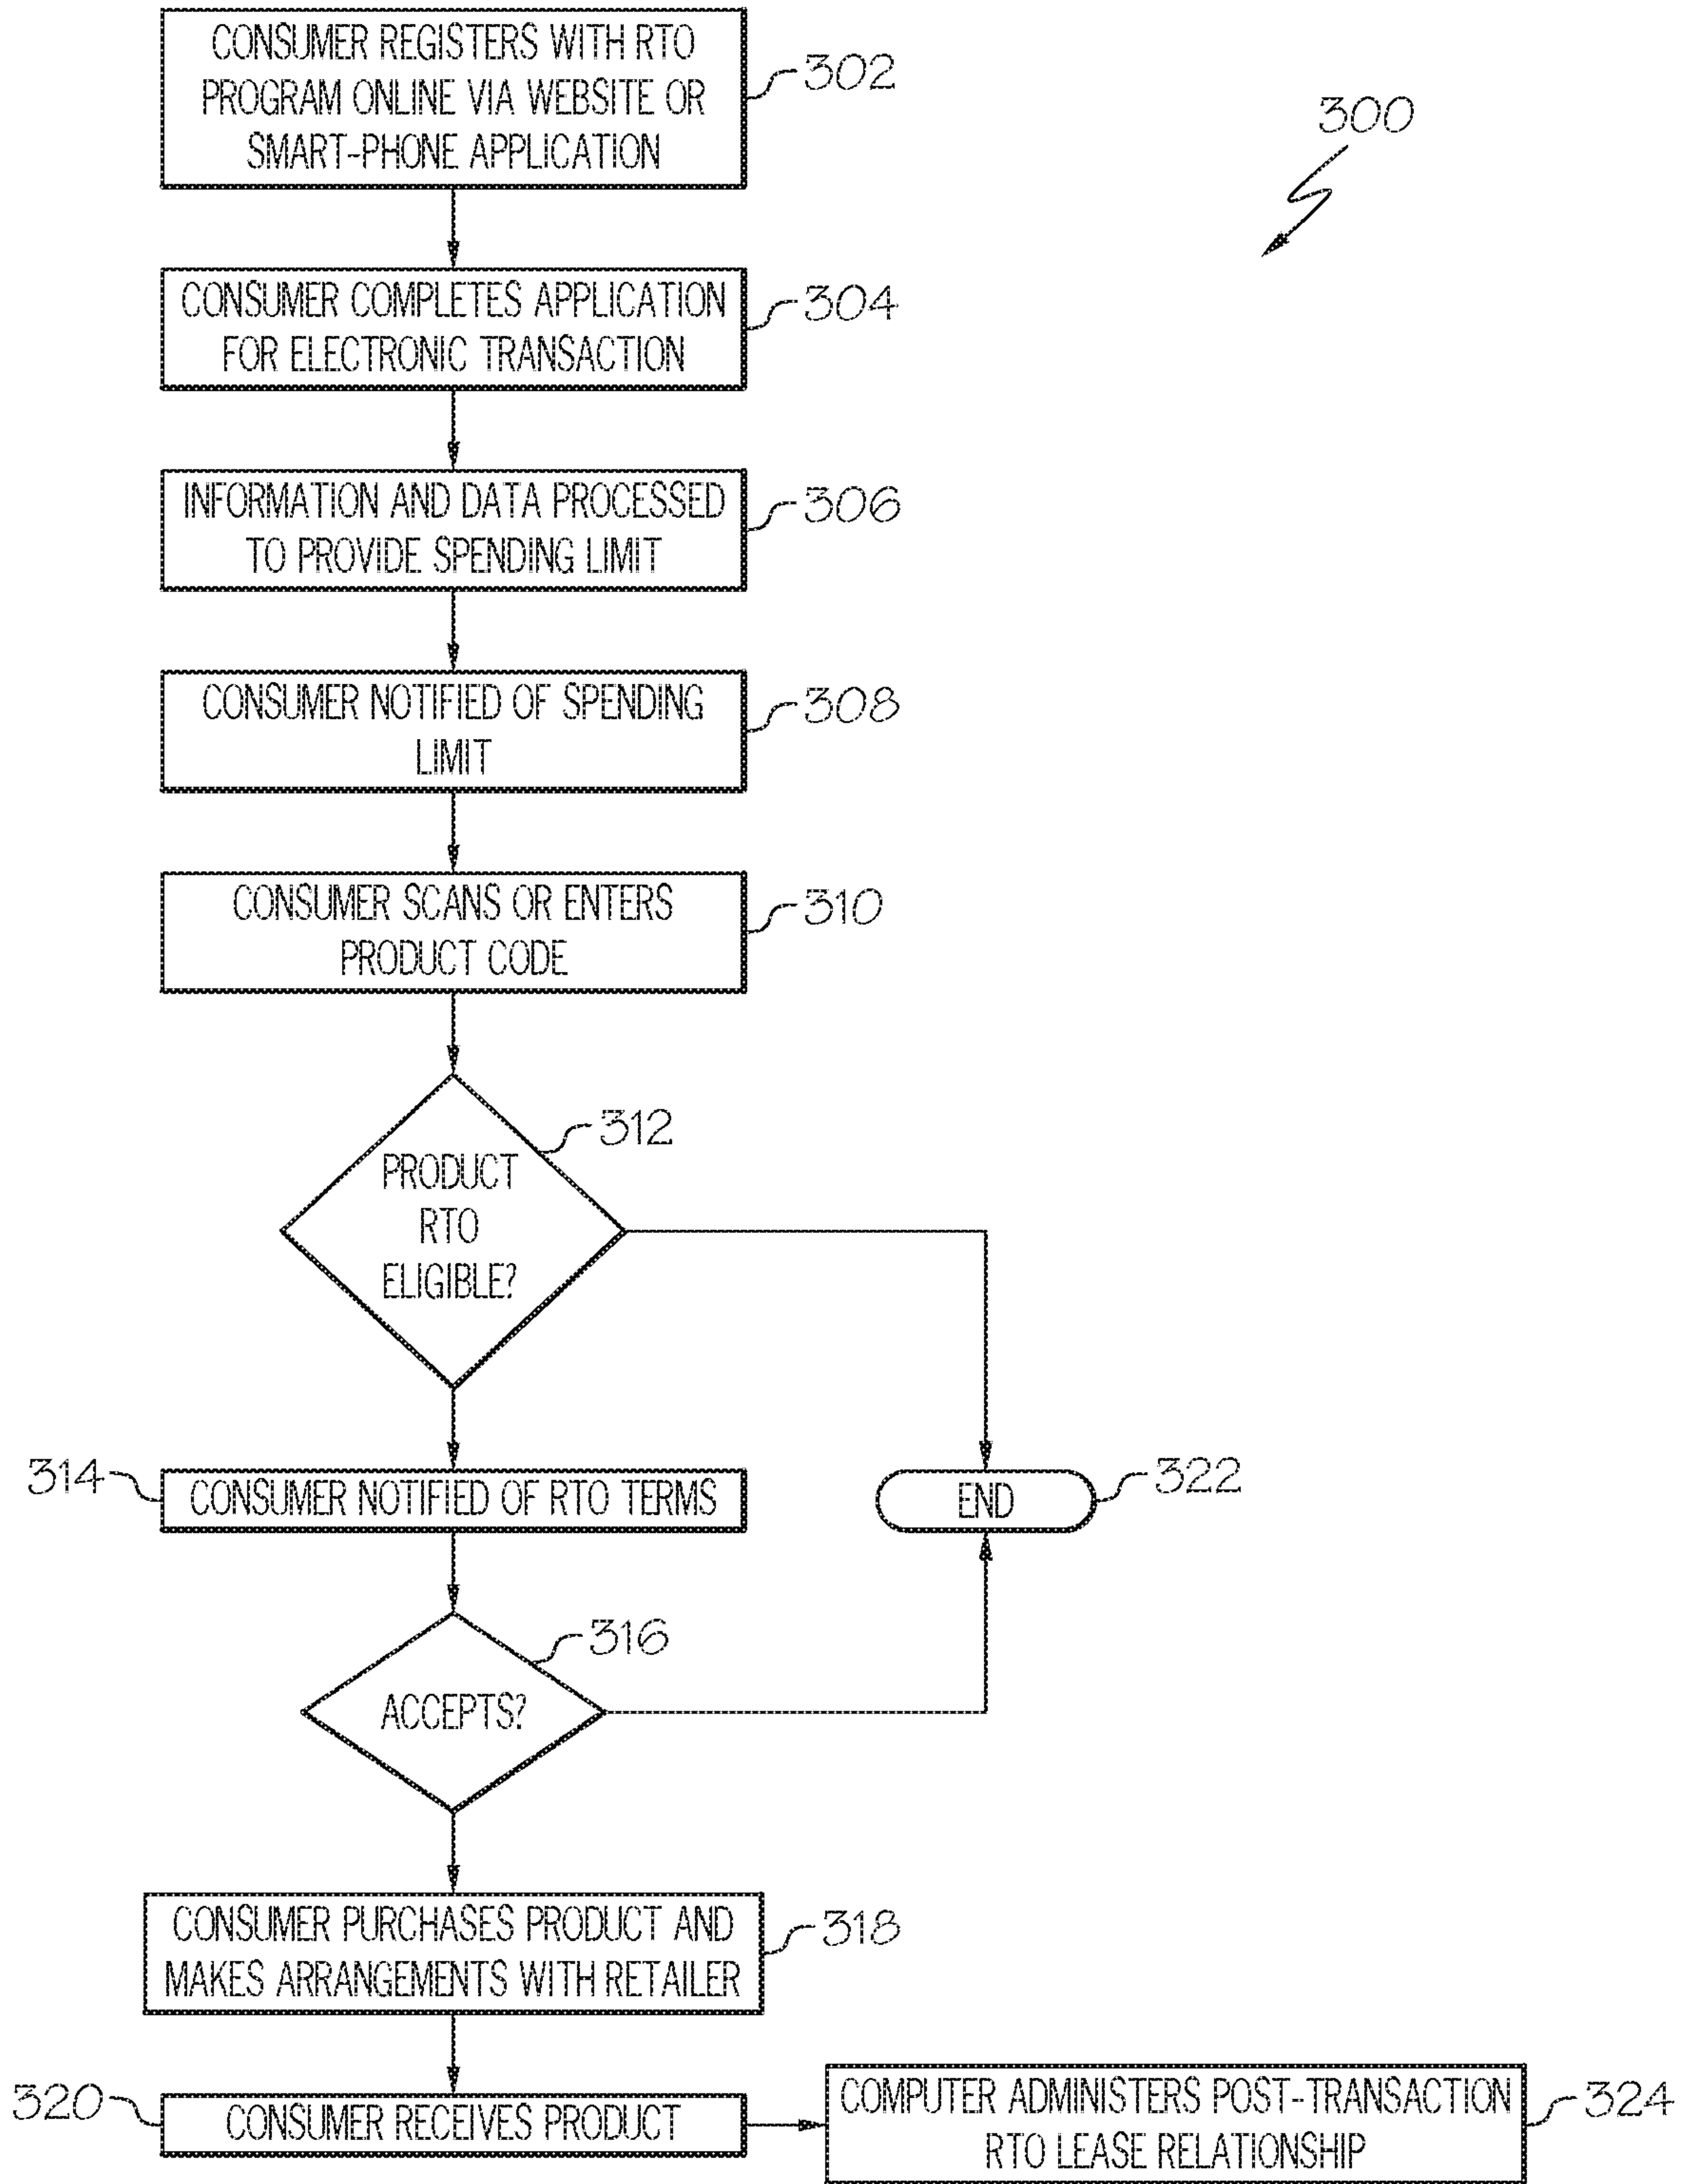 CONSUMER REGISTERS WITH RTO
PROGRAM ONLINE VIA WEBSITE OR
SMART-PHONE APPLICATION
302
300
CONSUMER COMPLETES APPLICATION
FOR ELECTRONIC TRANSACTION
304
INFORMATION AND DATA PROCESSED
TO PROVIDE SPENDING LIMIT
306
CONSUMER NOTIFIED OF SPENDING
LIMIT
308
CONSUMER SCANS OR ENTERS
PRODUCT CODE
310
312
PRODUCT
RTO
ELIGIBLE?
314
CONSUMER NOTIFIED OF RTO TERMS
END
322
316
ACCEPTS?
CONSUMER PURCHASES PRODUCT AND
MAKES ARRANGEMENTS WITH RETAILER
318
320
CONSUMER RECEIVES PRODUCT
COMPUTER ADMINISTERS POST-TRANSACTION
RTO LEASE RELATIONSHIP
324